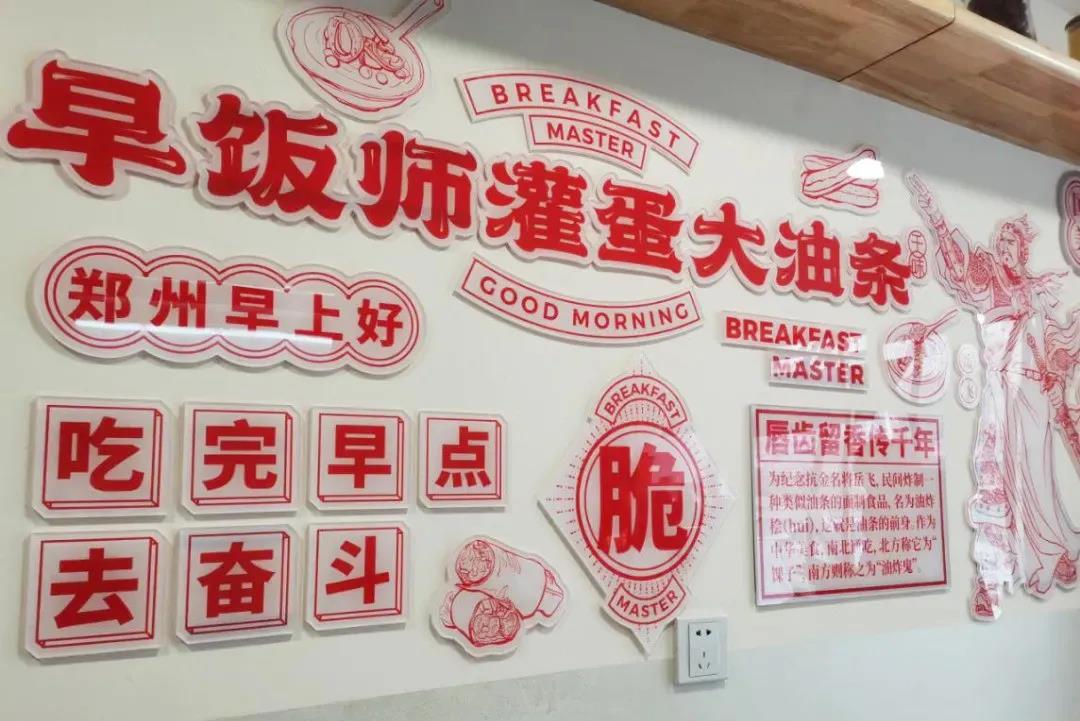 BREAKFAST
MASTER
早饭师灌蛋大油条
GOOD MORNING
郑州早上好
BREAKFAST
MASTER
吃完早点
去奋斗
BREAKFAST
脆
MASTER
唇齿留香传千年
为纪念抗金名将岳飞,民间炸制一
种类似油条的面制食品,名为油炸
桧(hui),这就是油条的前身。作为
中华美食,南北通吃,北方称它为“
馃子”,南方则称之为“油炸鬼”